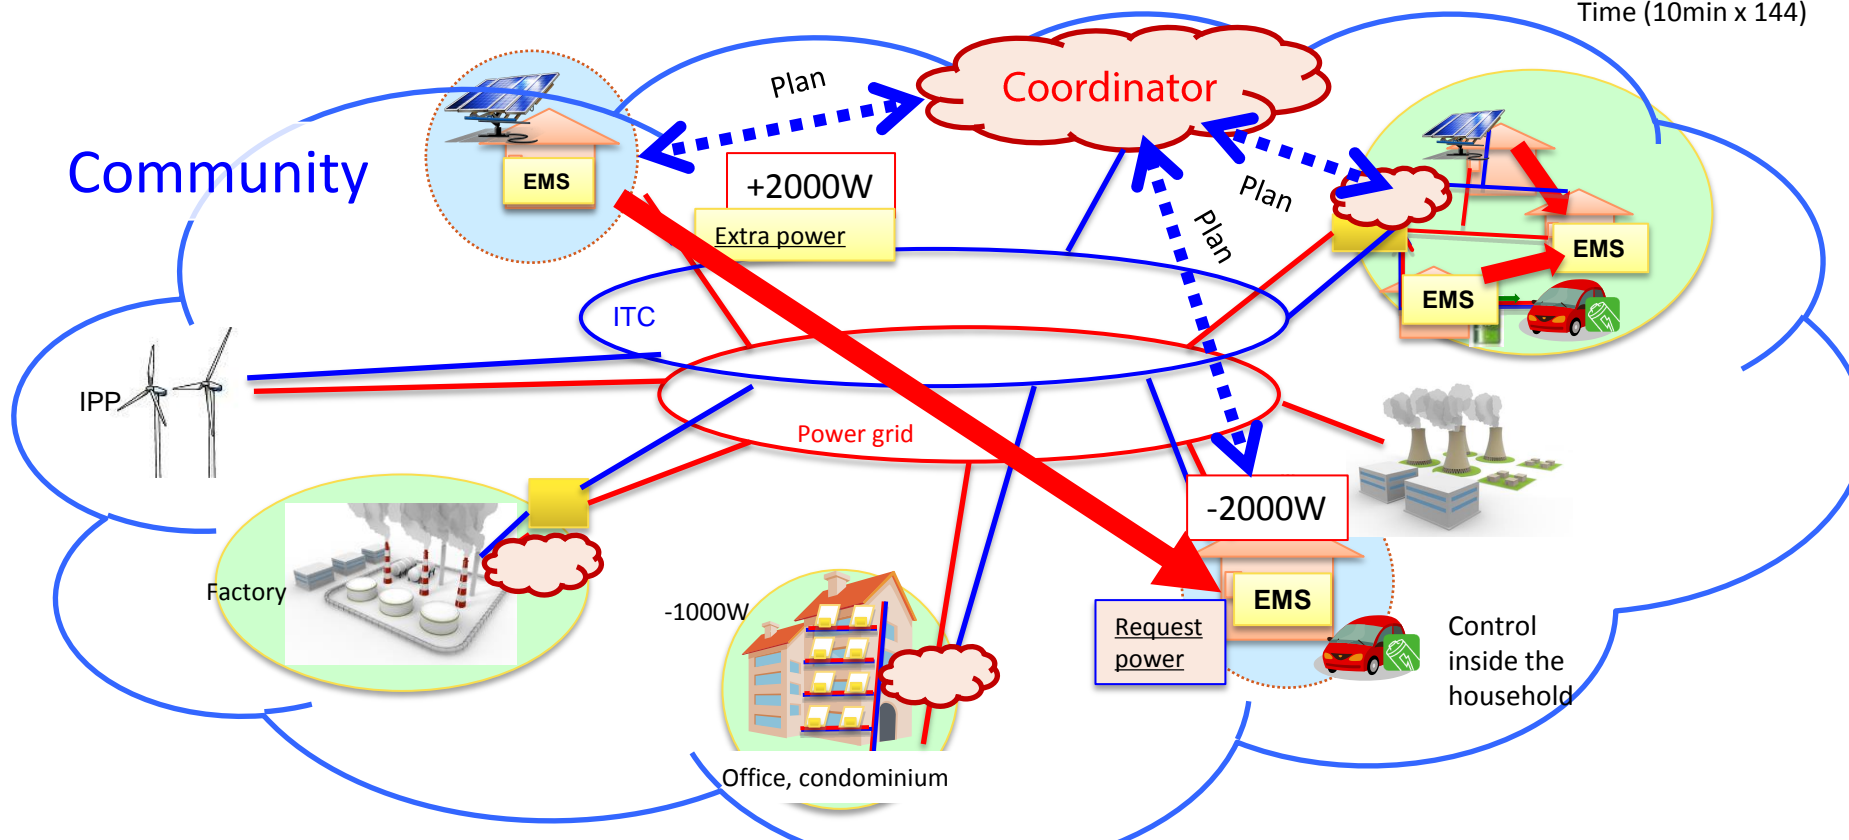 Time (10min x 144)
Coordinator
Plan
Community
EMS
+2000W
Extra power
Plan
Plan
EMS
EMS
ITC
IPP
Power grid
-2000W
Factory
-1000W
EMS
Request
power
Control
inside the
household
Office, condominium